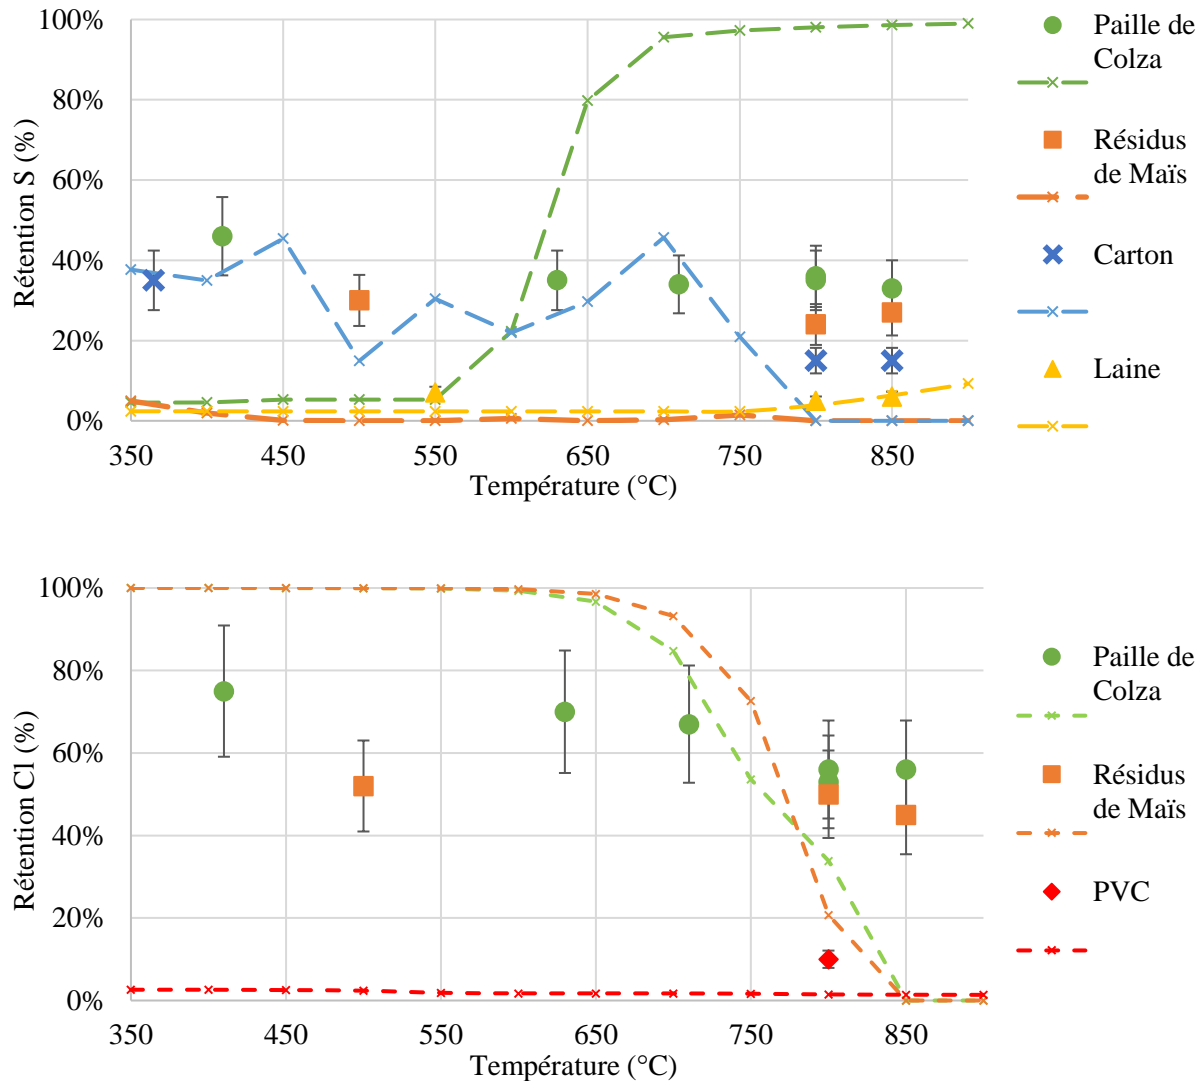 100%
80%
60%
40%
20%
0%
Rétention S (%)
350 450 550 650 750 850
Température (°C)
Paille de
Colza
Résidus
de Maïs
Carton
Laine
100%
80%
60%
40%
20%
0%
Rétention Cl (%)
350 450 550 650 750 850
Température (°C)
Paille de
Colza
Résidus
de Maïs
PVC